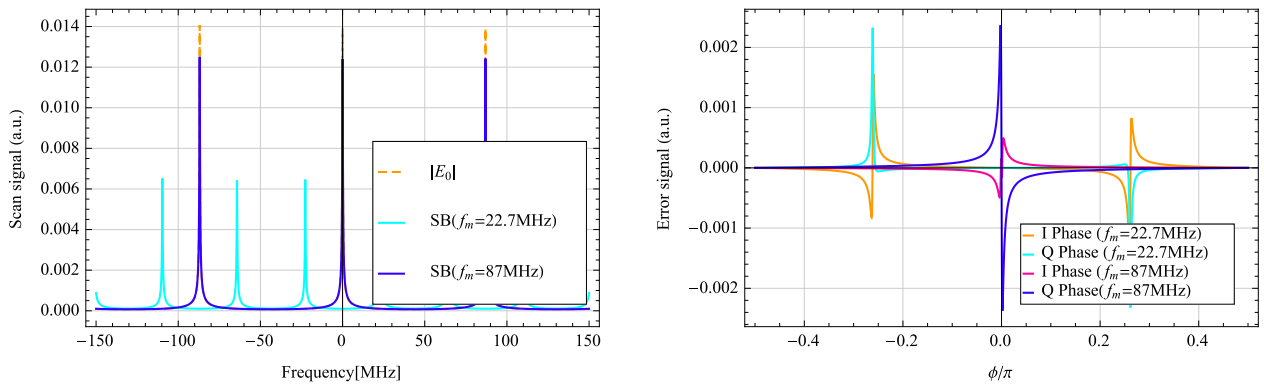 0.014
0.012
0.010
0.008
0.006
0.004
0.002
0.000
Scan signal (a.u.)
−150
−100
−50
0
50
100
150
Frequency[MHz]
|E₀|
SB(fₘ=22.7MHz)
SB(fₘ=87MHz)
0.002
0.001
0.000
−0.001
−0.002
Error signal (a.u.)
−0.4
−0.2
0.0
0.2
0.4
ϕ/π
I Phase (fₘ=22.7MHz)
Q Phase (fₘ=22.7MHz)
I Phase (fₘ=87MHz)
Q Phase(fₘ=87MHz)